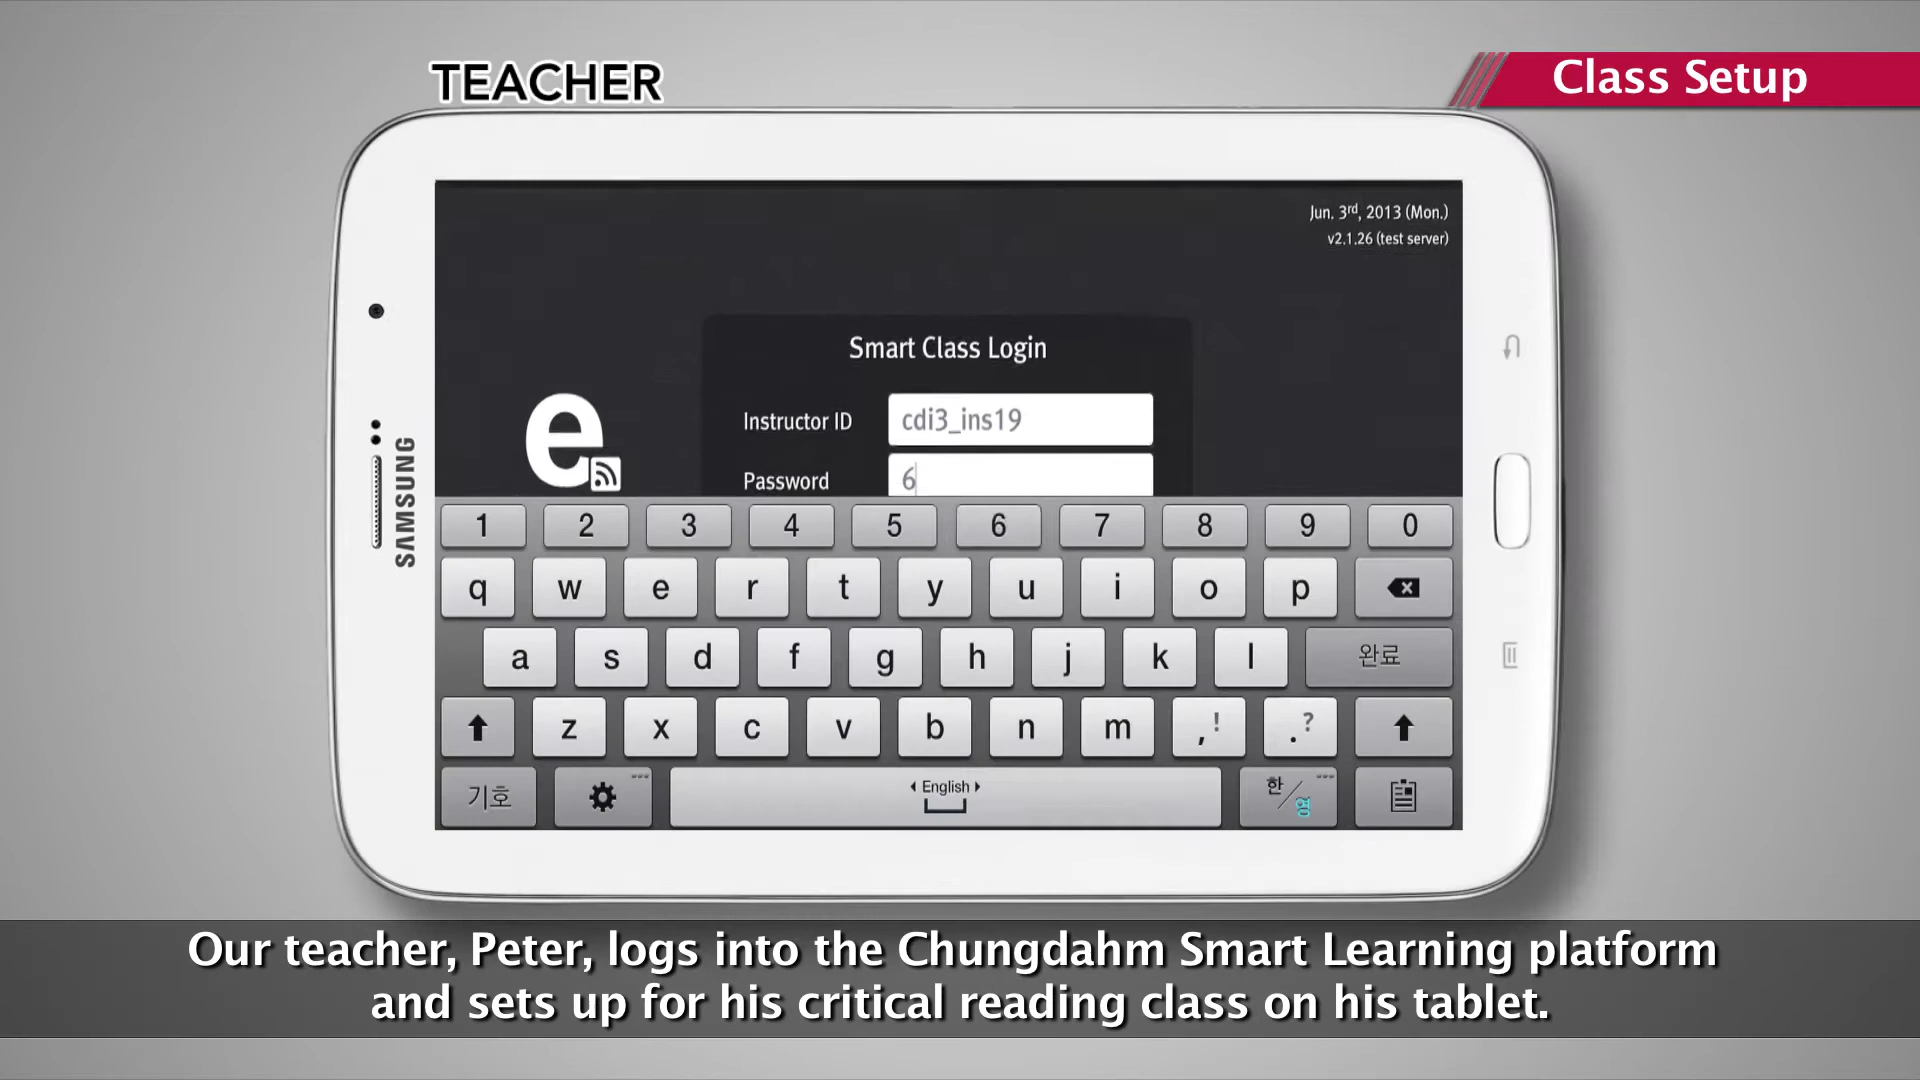 TEACHER
Class Setup
Jun. 3rd, 2013 (Mon.)
v2.1.26 (test server)
Smart Class Login
Instructor ID
cdi3_ins19
Password
6
e
SAMSUNG
1 2 3 4 5 6 7 8 9 0
q w e r t y u i o p
a s d f g h j k l 완료
z x c v b n m , ! . ?
기호 English 한/영
Our teacher, Peter, logs into the Chungdahm Smart Learning platform
and sets up for his critical reading class on his tablet.